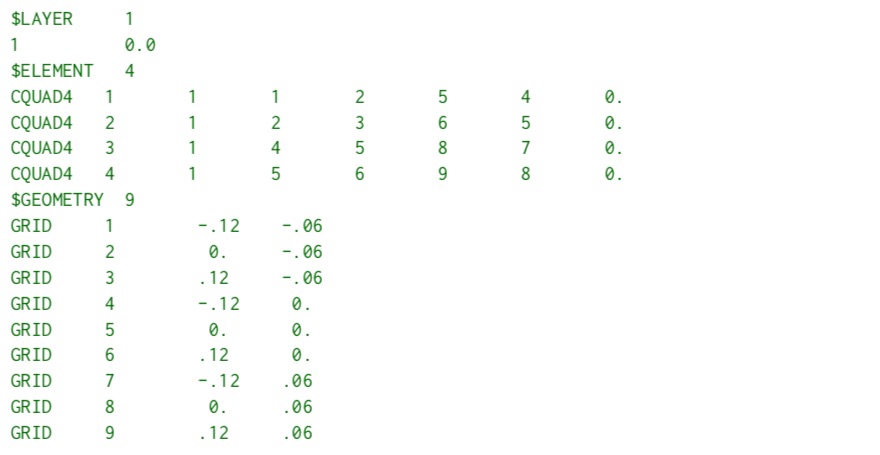 $LAYER     1
1          0.0
$ELEMENT   4
CQUAD4   1       1       1       2       5       4       0.
CQUAD4   2       1       2       3       6       5       0.
CQUAD4   3       1       4       5       8       7       0.
CQUAD4   4       1       5       6       9       8       0.
$GEOMETRY  9
GRID     1        -.12    -.06
GRID     2         0.     -.06
GRID     3        .12     -.06
GRID     4        -.12     0.
GRID     5         0.      0.
GRID     6        .12      0.
GRID     7        -.12    .06
GRID     8         0.     .06
GRID     9        .12     .06